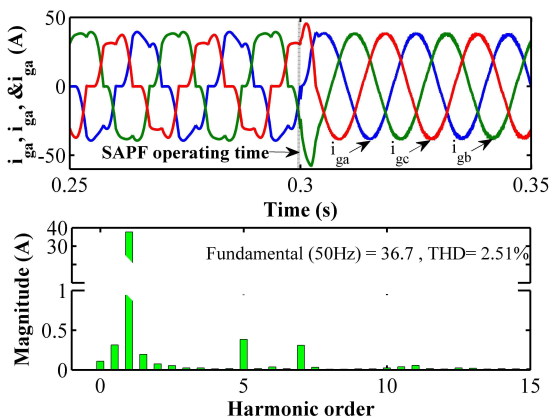 i_ga, i_ga, &i_ga (A)
50
0
−50
SAPF operating time
i_ga
i_gc
i_gb
0.25
0.3
0.35
Time (s)
Magnitude (A)
40
30
1
0.5
0
Fundamental (50Hz) = 36.7 , THD= 2.51%
0
5
10
15
Harmonic order